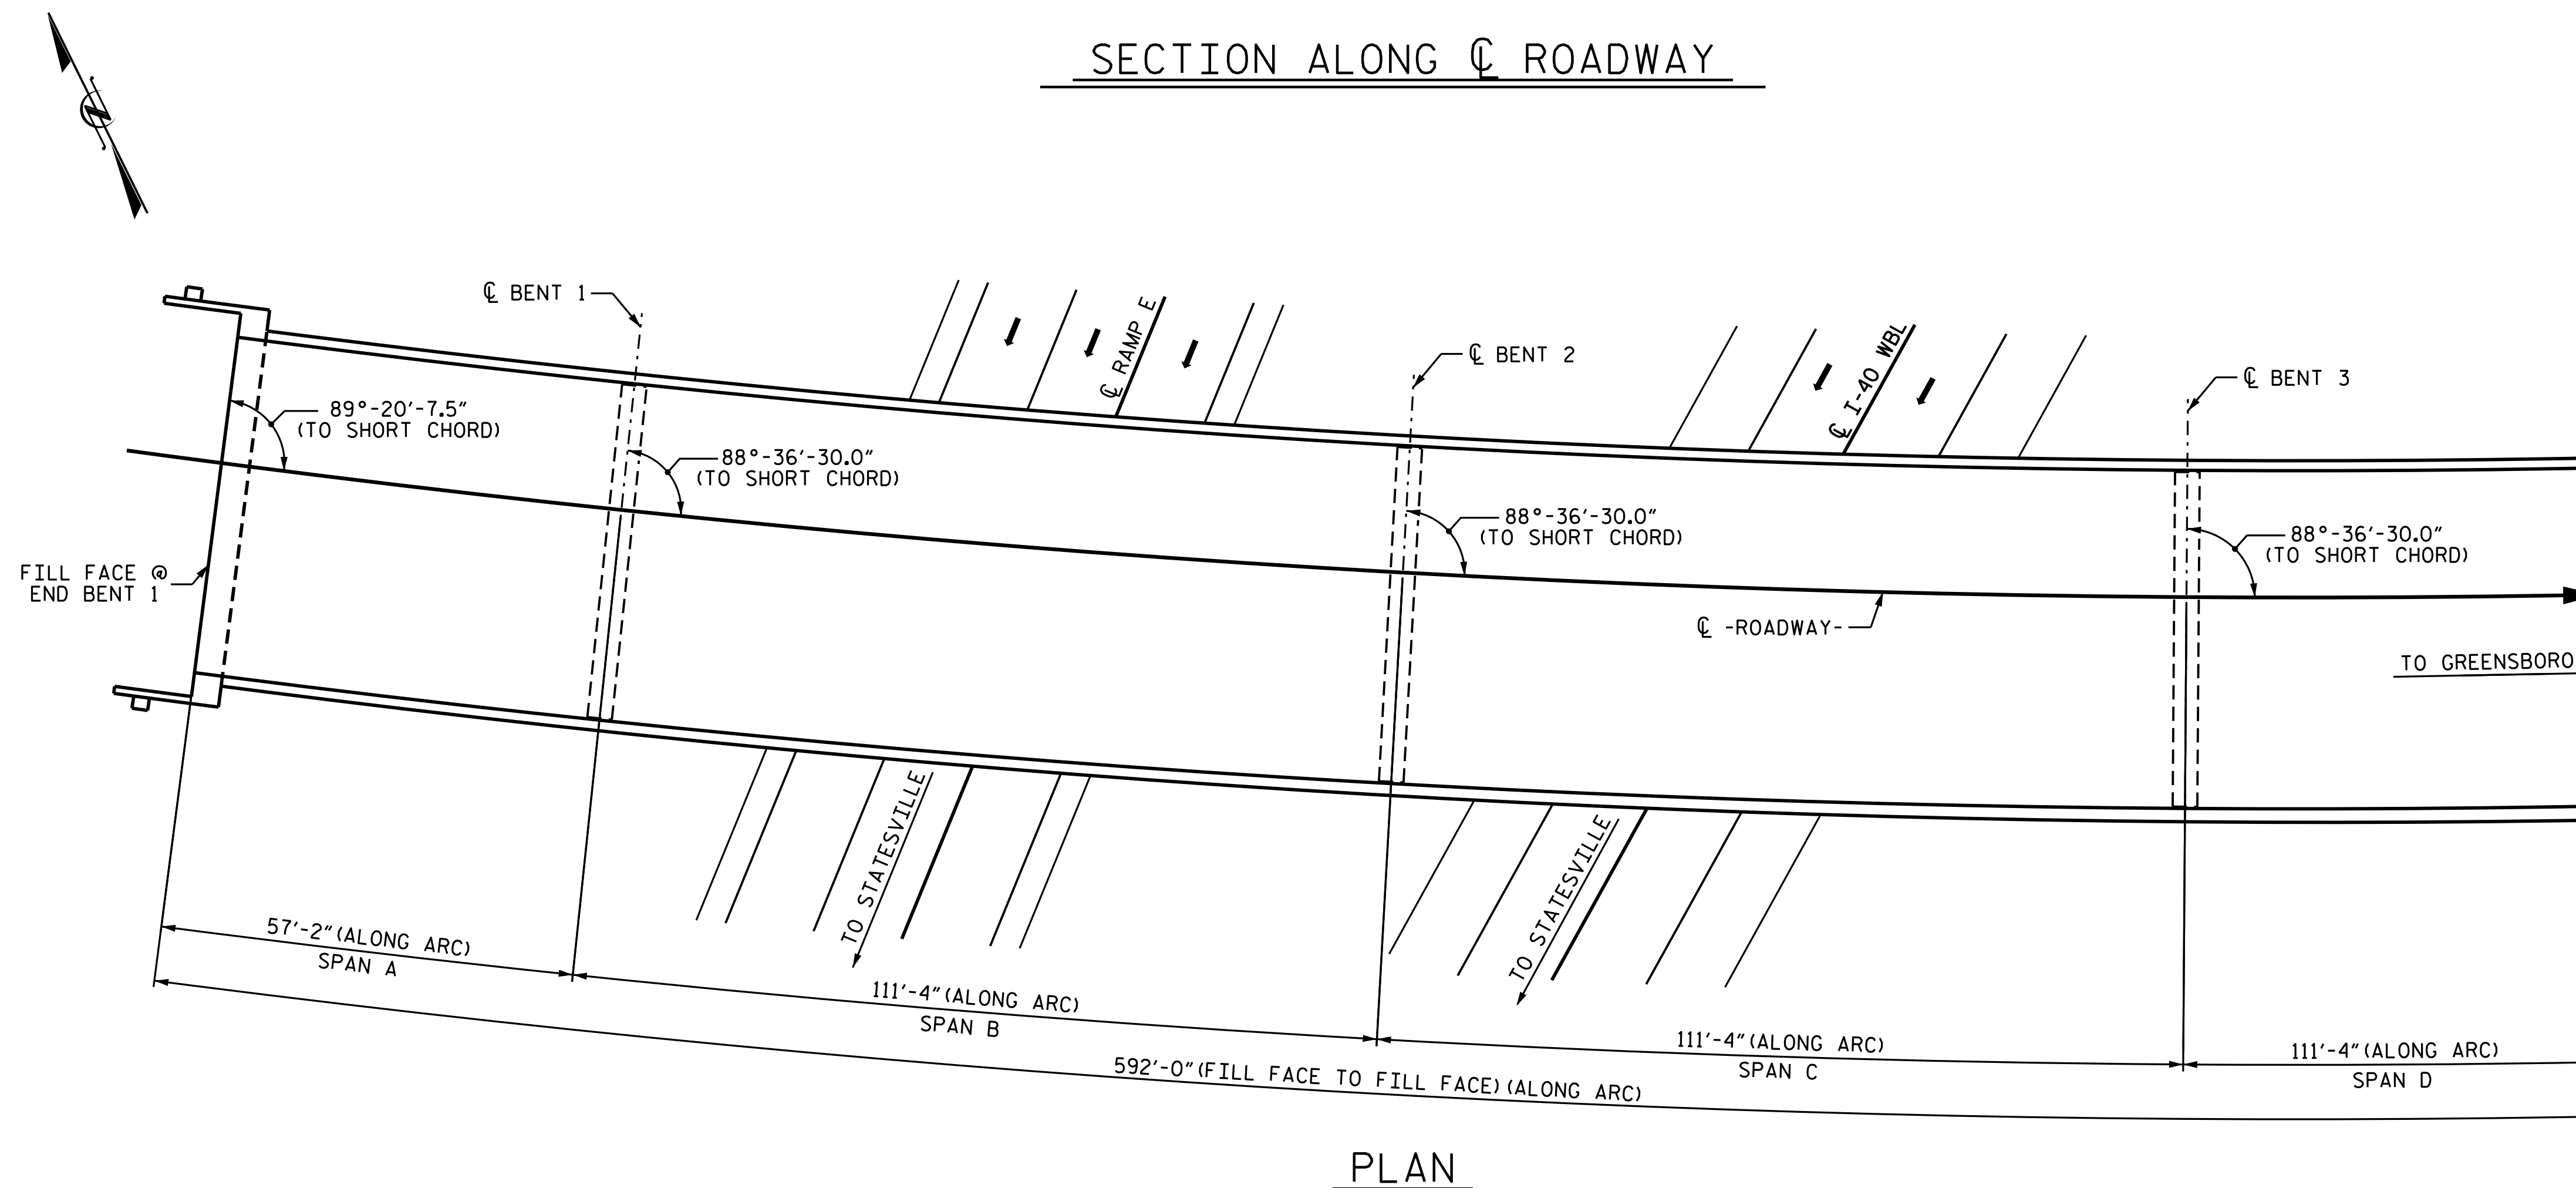 SECTION ALONG ℄ ROADWAY
N
℄ BENT 1
℄ RAMP E
℄ BENT 2
℄ I-40 WBL
℄ BENT 3
89°-20'-7.5"
(TO SHORT CHORD)
88°-36'-30.0"
(TO SHORT CHORD)
88°-36'-30.0"
(TO SHORT CHORD)
88°-36'-30.0"
(TO SHORT CHORD)
FILL FACE @
END BENT 1
℄ -ROADWAY-
TO GREENSBORO
TO STATESVILLE
TO STATESVILLE
57'-2" (ALONG ARC)
SPAN A
111'-4" (ALONG ARC)
SPAN B
111'-4" (ALONG ARC)
SPAN C
111'-4" (ALONG ARC)
SPAN D
592'-0" (FILL FACE TO FILL FACE) (ALONG ARC)
PLAN